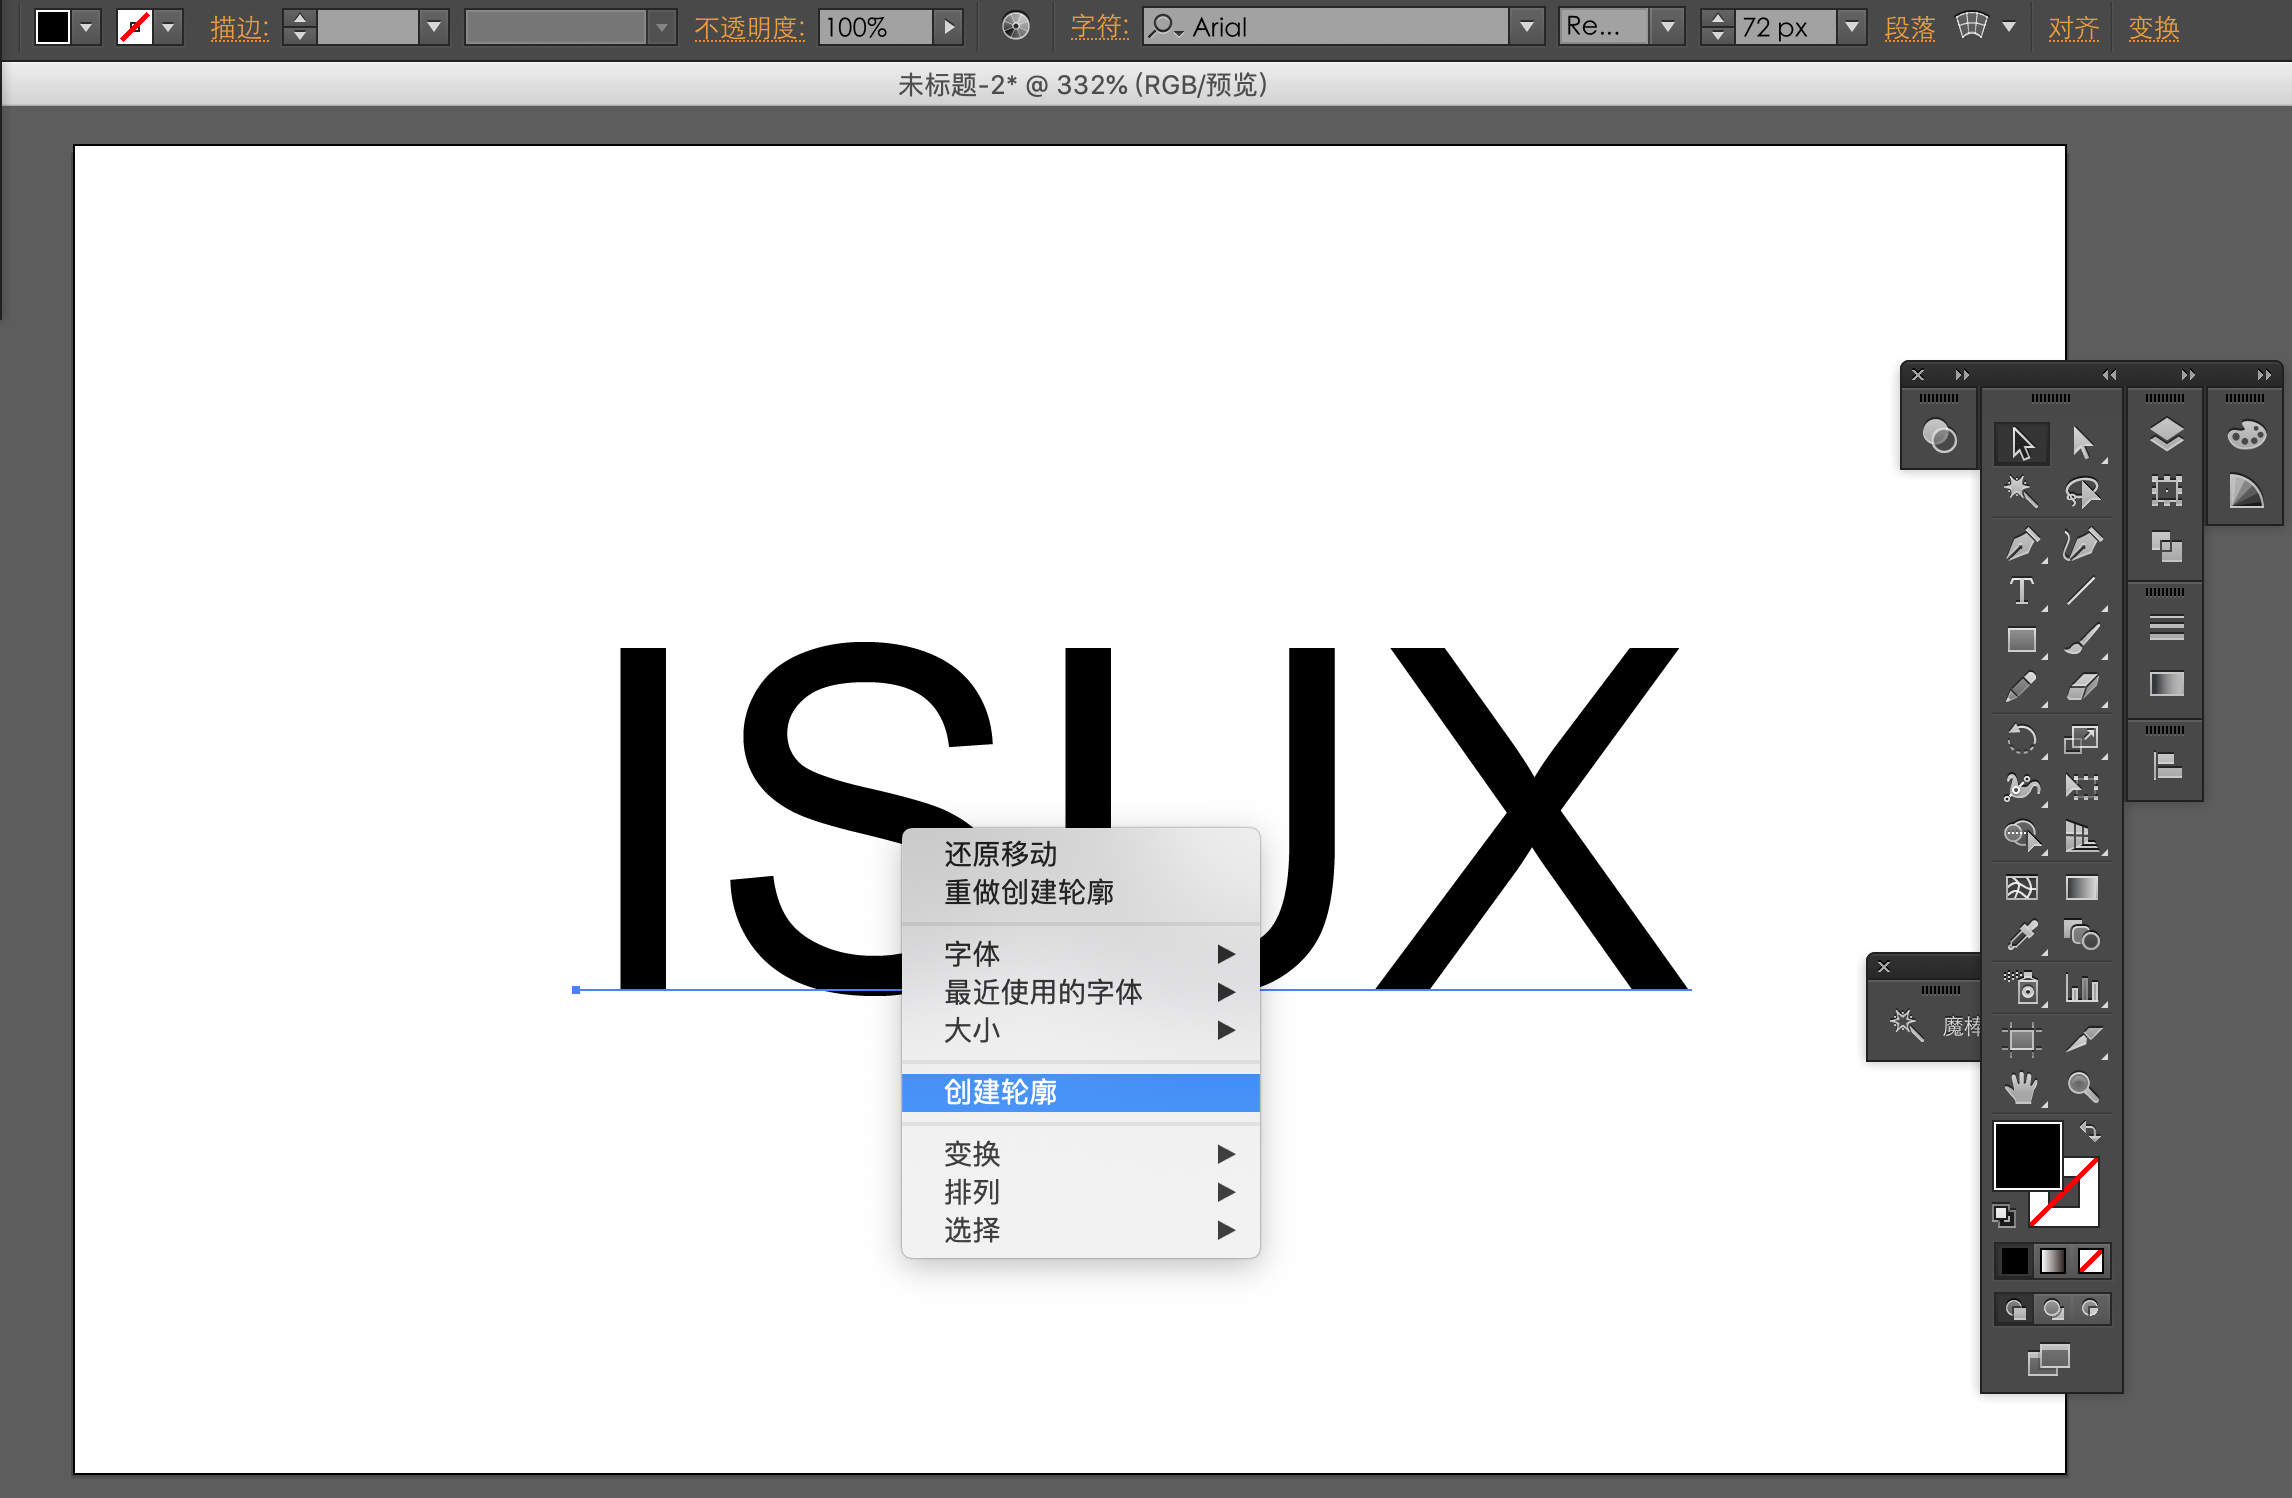 描边: 不透明度: 100% 字符: Arial Re... 72 px 段落 对齐 变换
未标题-2* @ 332% (RGB/预览)
ISUX
还原移动
重做创建轮廓
字体
最近使用的字体
大小
创建轮廓
变换
排列
选择
魔棒